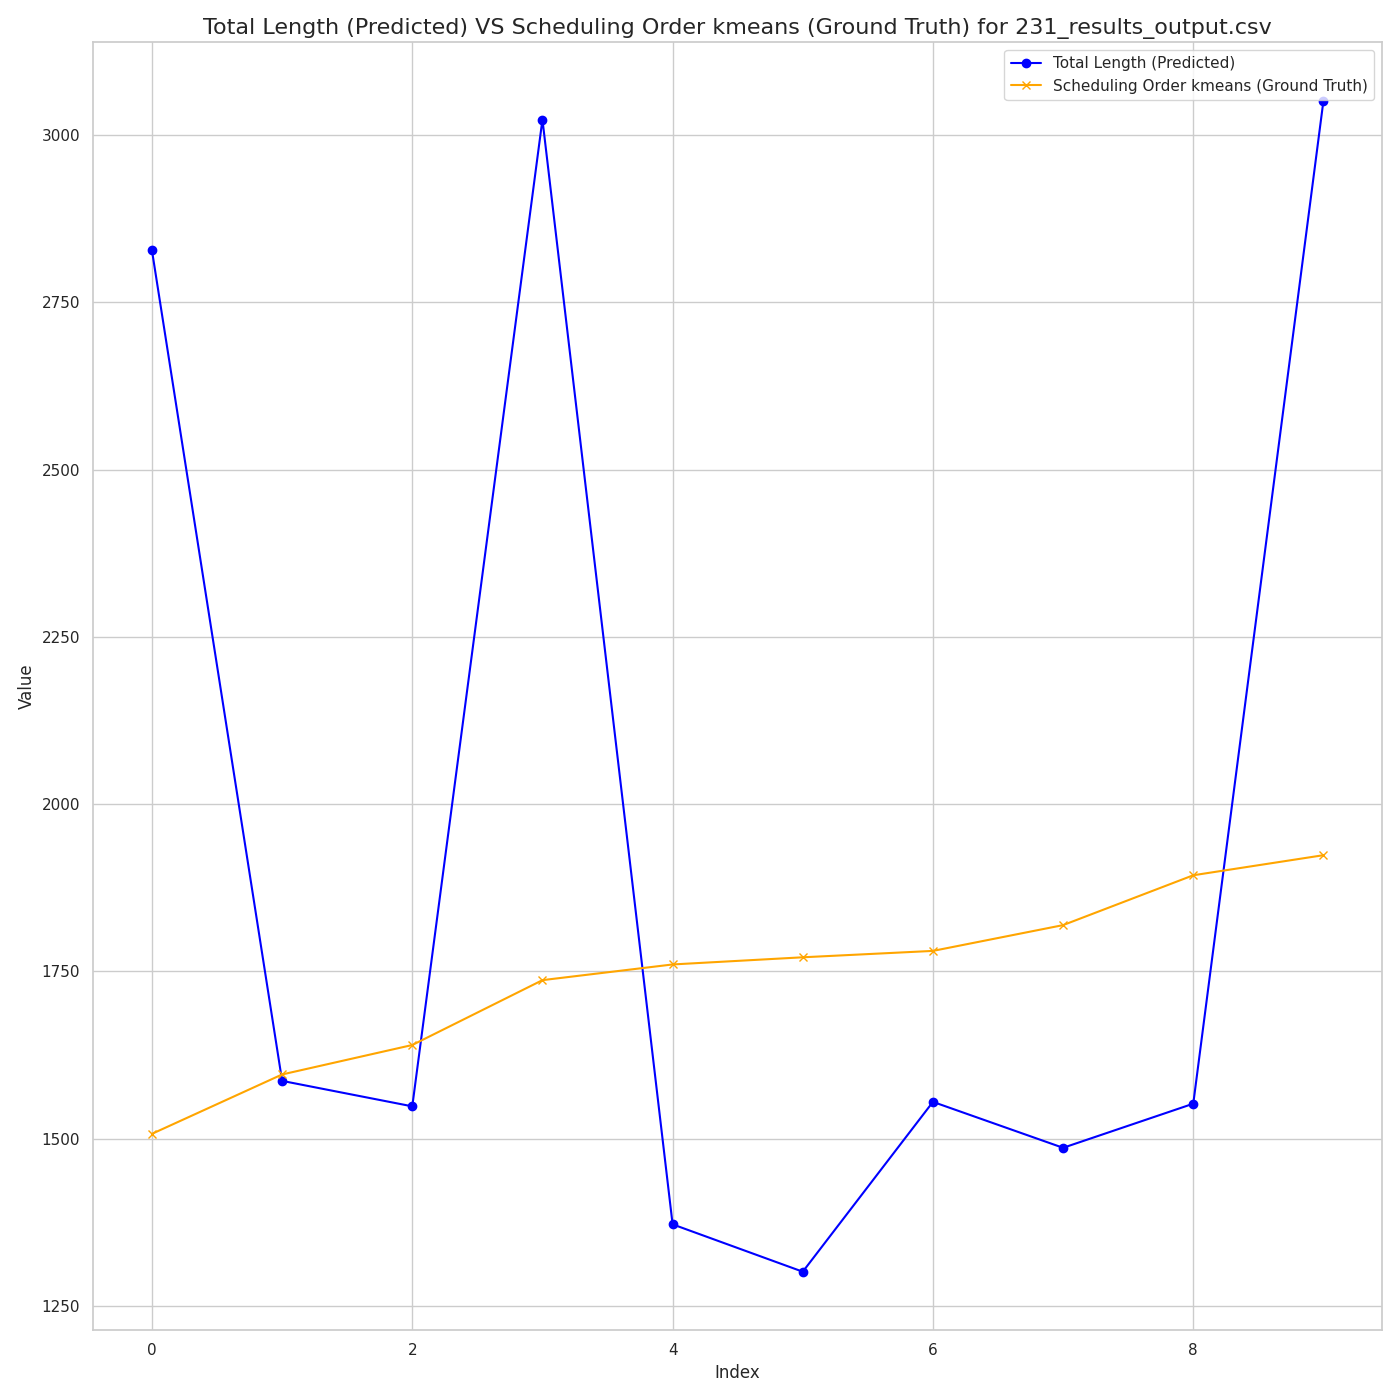 Total Length (Predicted) VS Scheduling Order kmeans (Ground Truth) for 231_results_output.csv
Total Length (Predicted)
Scheduling Order kmeans (Ground Truth)
3000
2750
2500
2250
2000
1750
1500
1250
Value
0 2 4 6 8
Index